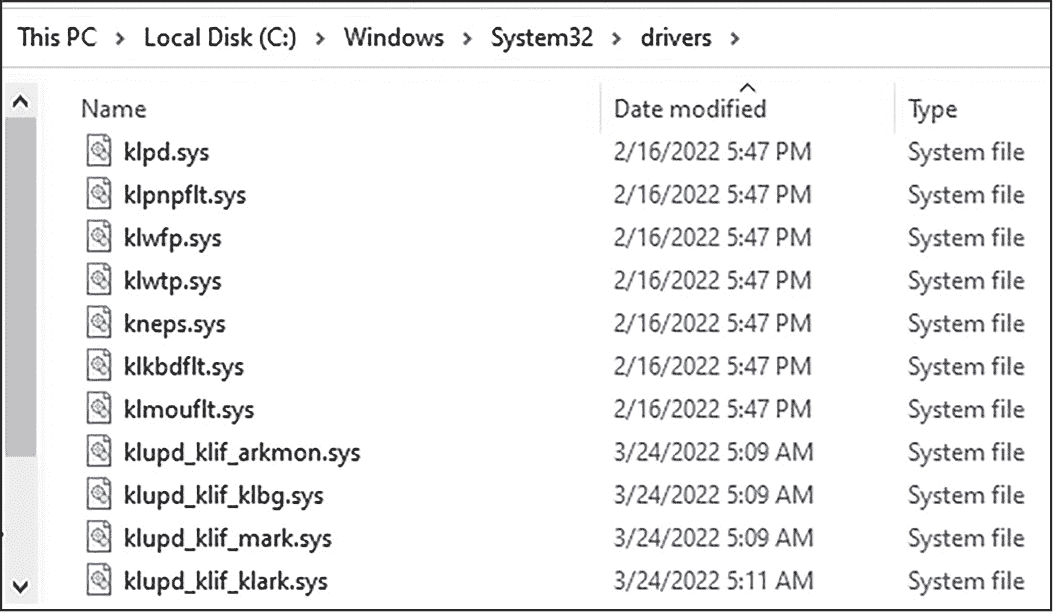 This PC > Local Disk (C:) > Windows > System32 > drivers >
Name Date modified Type
klpd.sys 2/16/2022 5:47 PM System file
klpnpflt.sys 2/16/2022 5:47 PM System file
klwfp.sys 2/16/2022 5:47 PM System file
klwtp.sys 2/16/2022 5:47 PM System file
kneps.sys 2/16/2022 5:47 PM System file
klkbdflt.sys 2/16/2022 5:47 PM System file
klmouflt.sys 2/16/2022 5:47 PM System file
klupd_klif_arkmon.sys 3/24/2022 5:09 AM System file
klupd_klif_klbg.sys 3/24/2022 5:09 AM System file
klupd_klif_mark.sys 3/24/2022 5:09 AM System file
klupd_klif_klark.sys 3/24/2022 5:11 AM System file